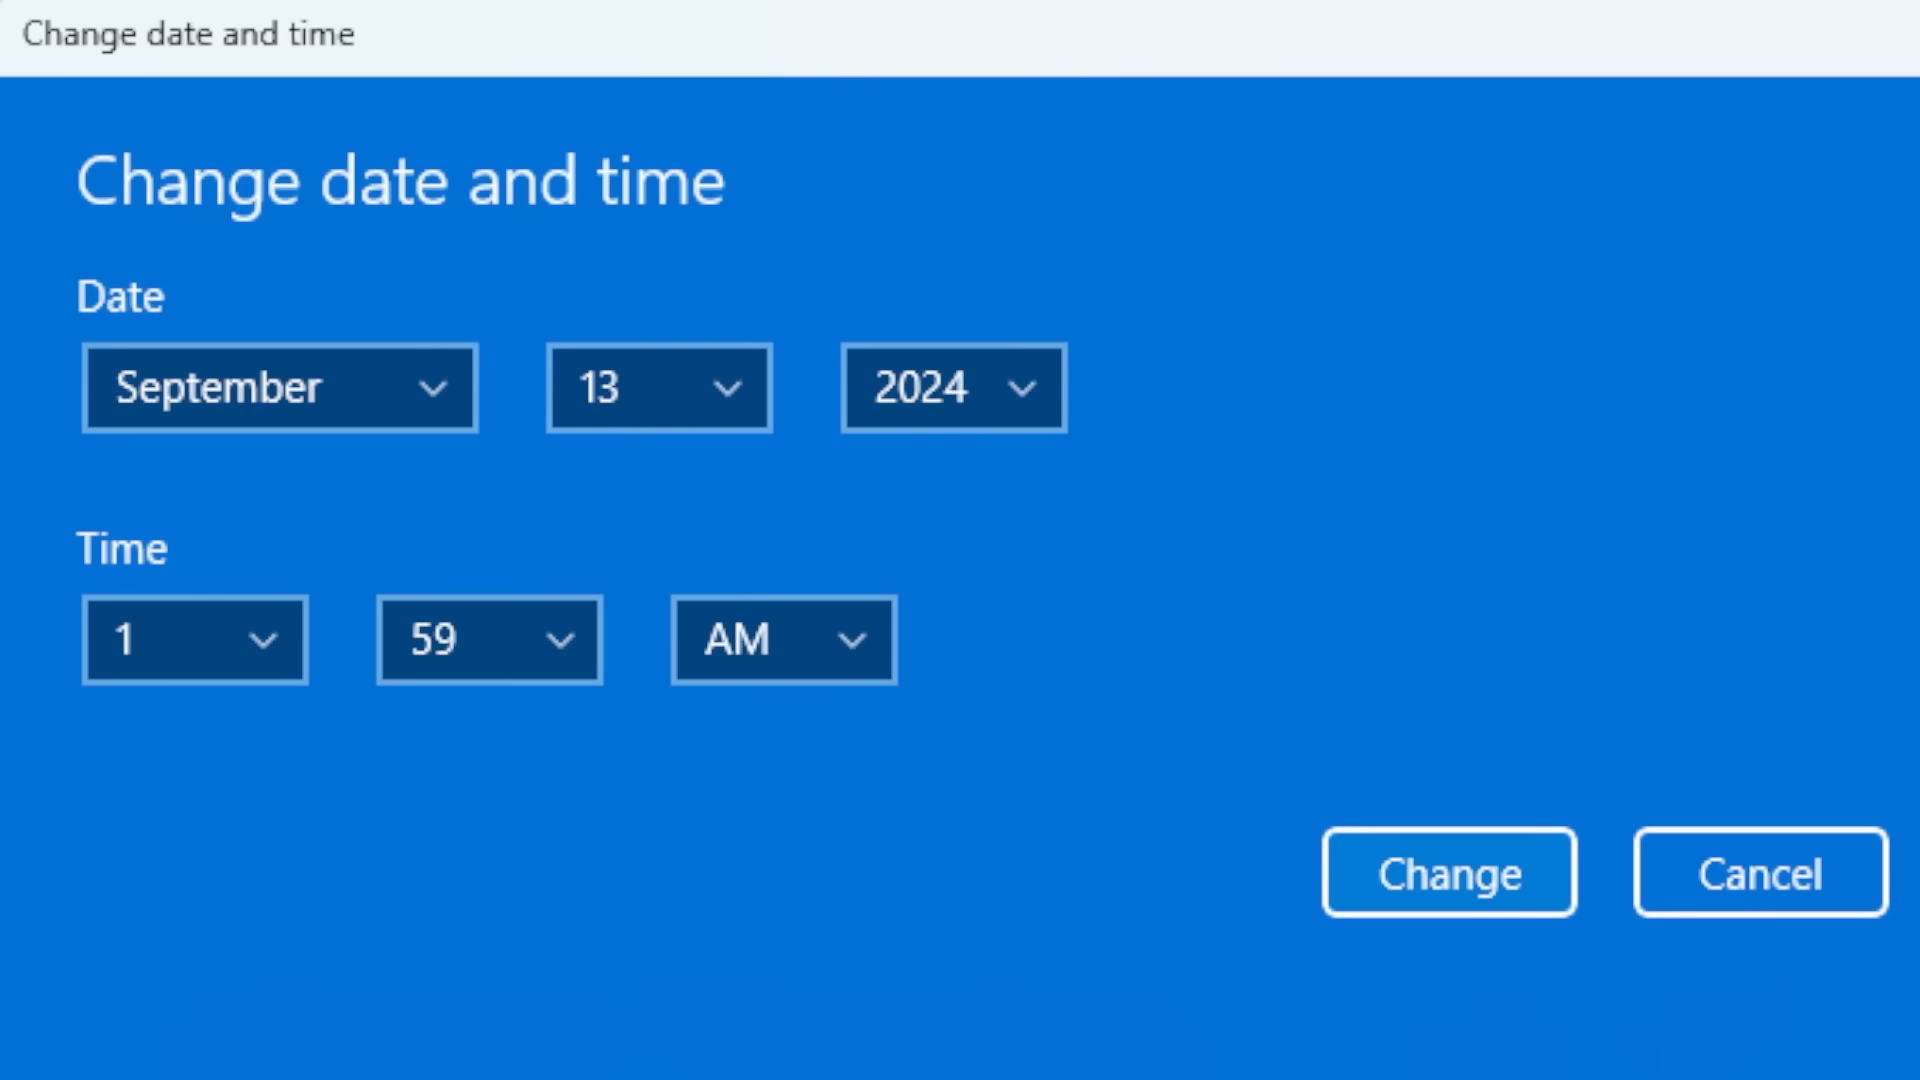 Change date and time
Change date and time
Date
September 13 2024
Time
1 59 AM
Change Cancel